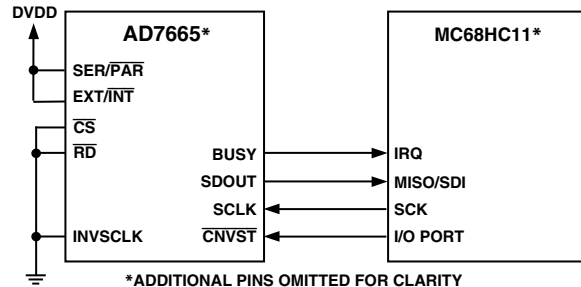 DVDD
AD7665*
MC68HC11*
SER/PAR
EXT/INT
CS
RD
BUSY
IRQ
SDOUT
MISO/SDI
SCLK
SCK
INVSCLK
CNVST
I/O PORT
*ADDITIONAL PINS OMITTED FOR CLARITY